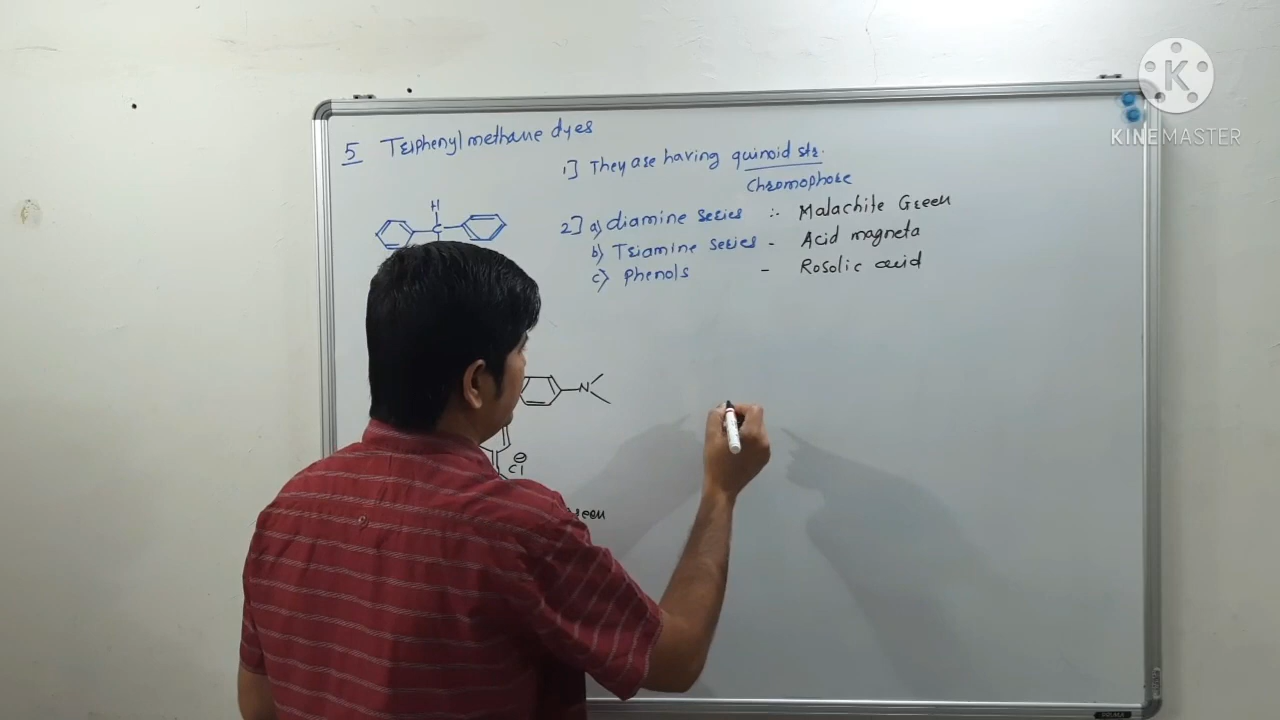 5 Triphenyl methane dyes
1] They are having quinoid str.
Chromophore
H
C
2] a) diamine series :- Malachite Green
b) Triamine series - Acid magneta
c) Phenols - Rosolic acid
N
⊖
Cl
reen
K
KINEMASTER